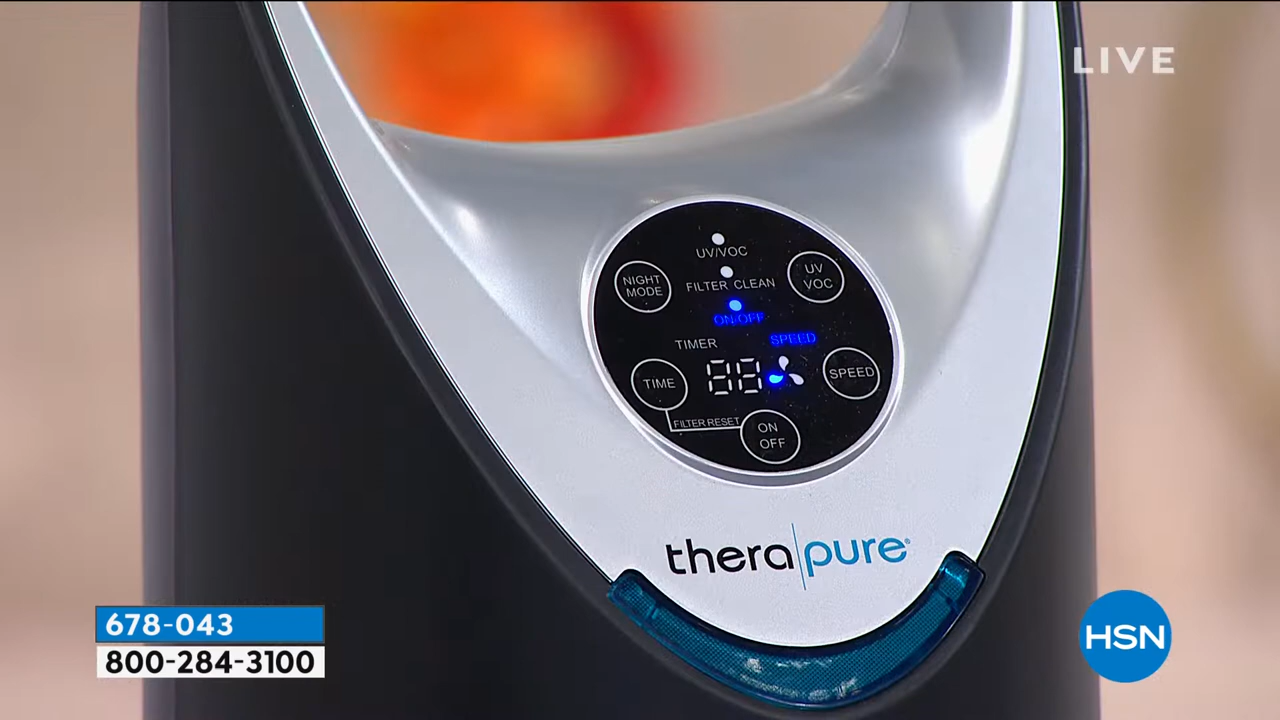 LIVE
UV/VOC
NIGHT
MODE
FILTER CLEAN
UV
VOC
ON/OFF
TIMER
SPEED
TIME
88
SPEED
FILTER RESET
ON
OFF
thera|pure®
678-043
800-284-3100
HSN